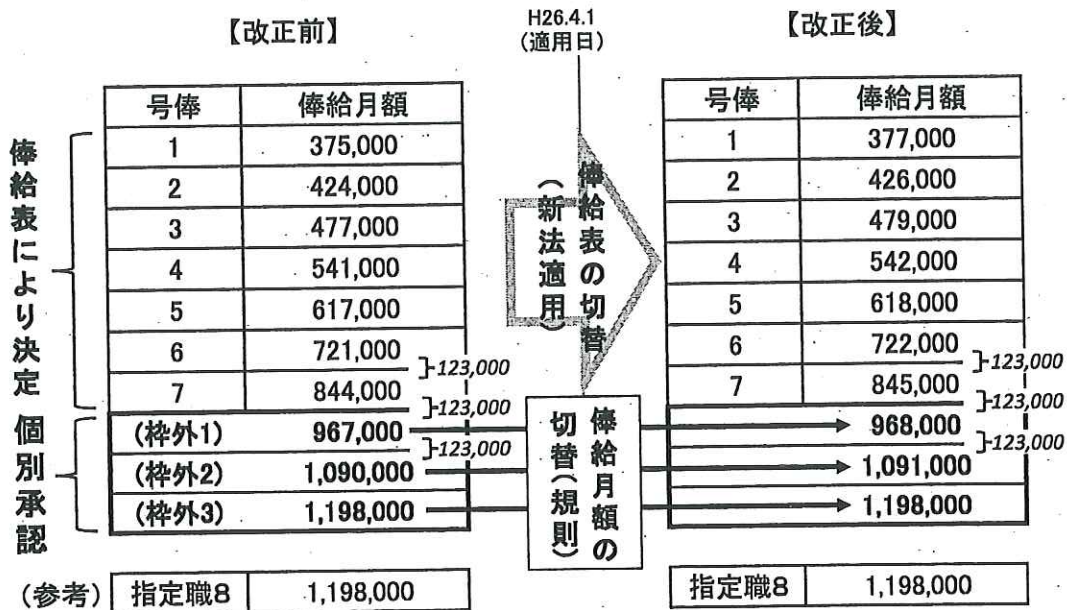 【改正前】
H26.4.1
(適用日)
【改正後】
俸給表により決定
個別承認
号俸 俸給月額
1 375,000
2 424,000
3 477,000
4 541,000
5 617,000
6 721,000
}-123,000
7 844,000
}-123,000
(枠外1) 967,000
}-123,000
(枠外2) 1,090,000
(枠外3) 1,198,000
(参考) 指定職8 1,198,000
俸給表の切替
(新法適用)
俸給月額の
切替(規則)
号俸 俸給月額
1 377,000
2 426,000
3 479,000
4 542,000
5 618,000
6 722,000
}-123,000
7 845,000
}-123,000
968,000
}-123,000
1,091,000
1,198,000
指定職8 1,198,000